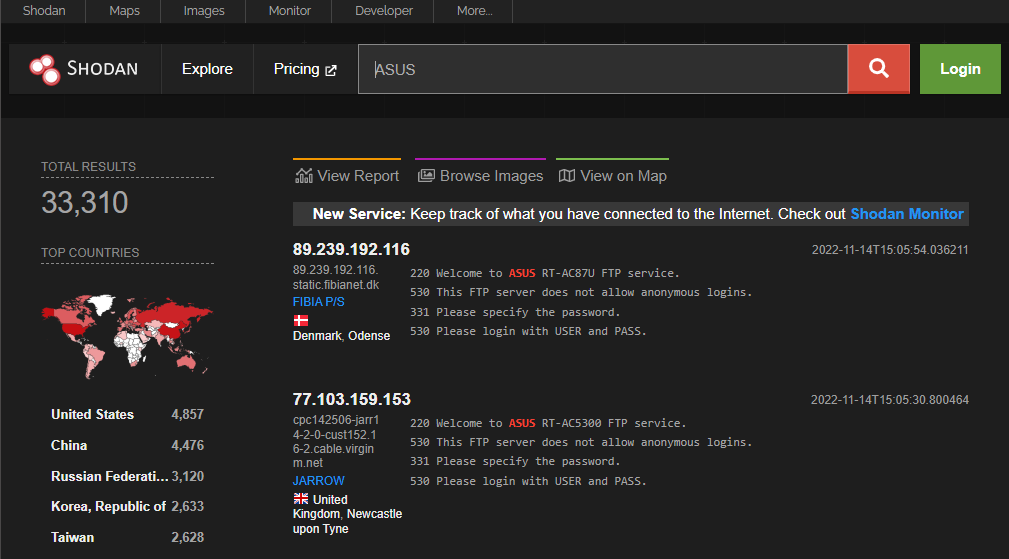 Shodan Maps Images Monitor Developer More...
SHODAN Explore Pricing ASUS Login
TOTAL RESULTS
33,310
TOP COUNTRIES
United States 4,857
China 4,476
Russian Federati... 3,120
Korea, Republic of 2,633
Taiwan 2,628
View Report Browse Images View on Map
New Service: Keep track of what you have connected to the Internet. Check out Shodan Monitor
89.239.192.116
2022-11-14T15:05:54.036211
89.239.192.116.
static.fibianet.dk
FIBIA P/S
Denmark, Odense
220 Welcome to ASUS RT-AC87U FTP service.
530 This FTP server does not allow anonymous logins.
331 Please specify the password.
530 Please login with USER and PASS.
77.103.159.153
2022-11-14T15:05:30.800464
cpc142506-jarr1
4-2-0-cust152.1
6-2.cable.virgin
m.net
JARROW
United
Kingdom, Newcastle
upon Tyne
220 Welcome to ASUS RT-AC5300 FTP service.
530 This FTP server does not allow anonymous logins.
331 Please specify the password.
530 Please login with USER and PASS.